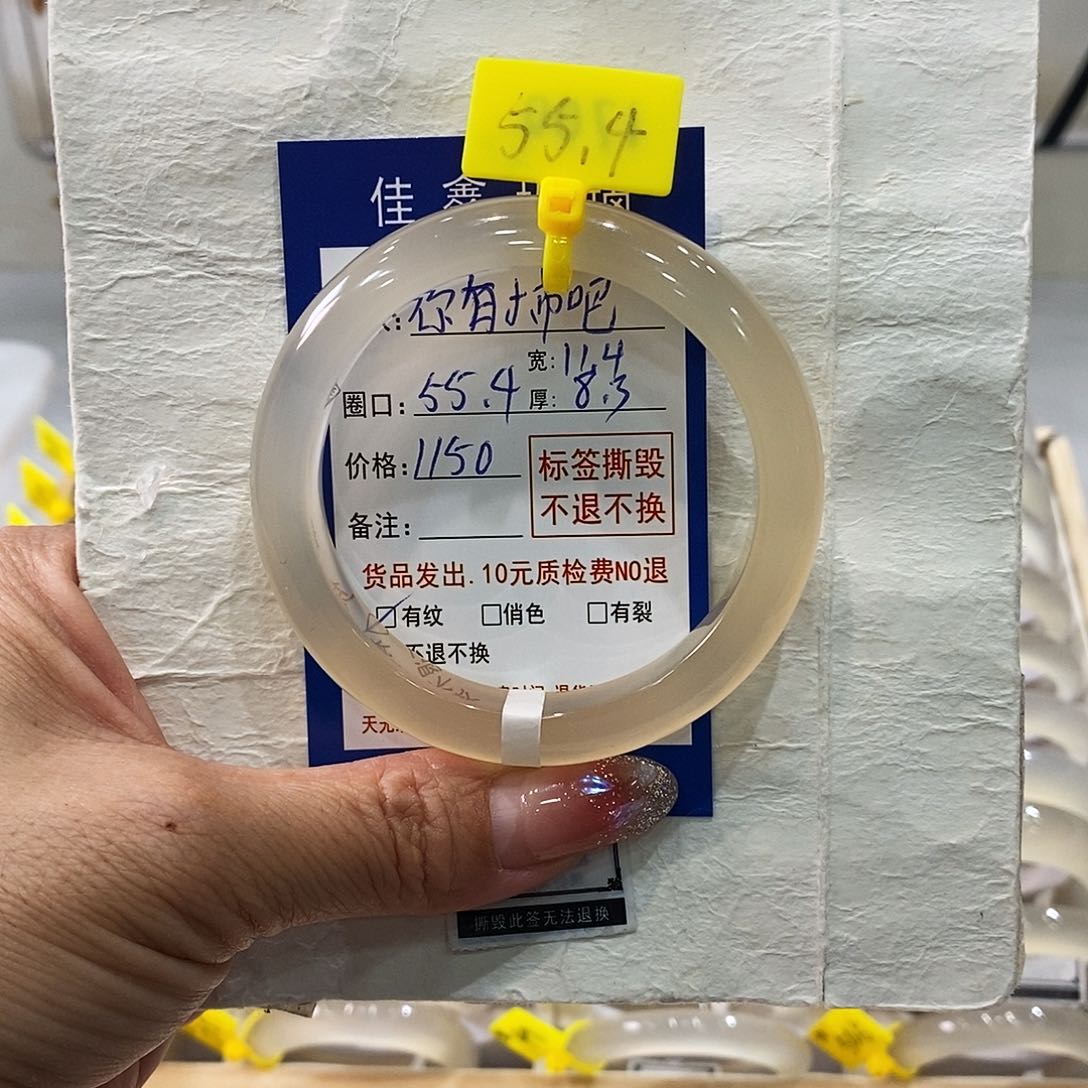 55.4
佳鑫
你有才吧
宽:11.4
圈口:55.4 厚:8.3
价格:1150
标签撕毁
不退不换
备注:
货品发出.10元质检费NO退
☑有纹 □俏色 □有裂
不退不换
撕毁此签无法退换